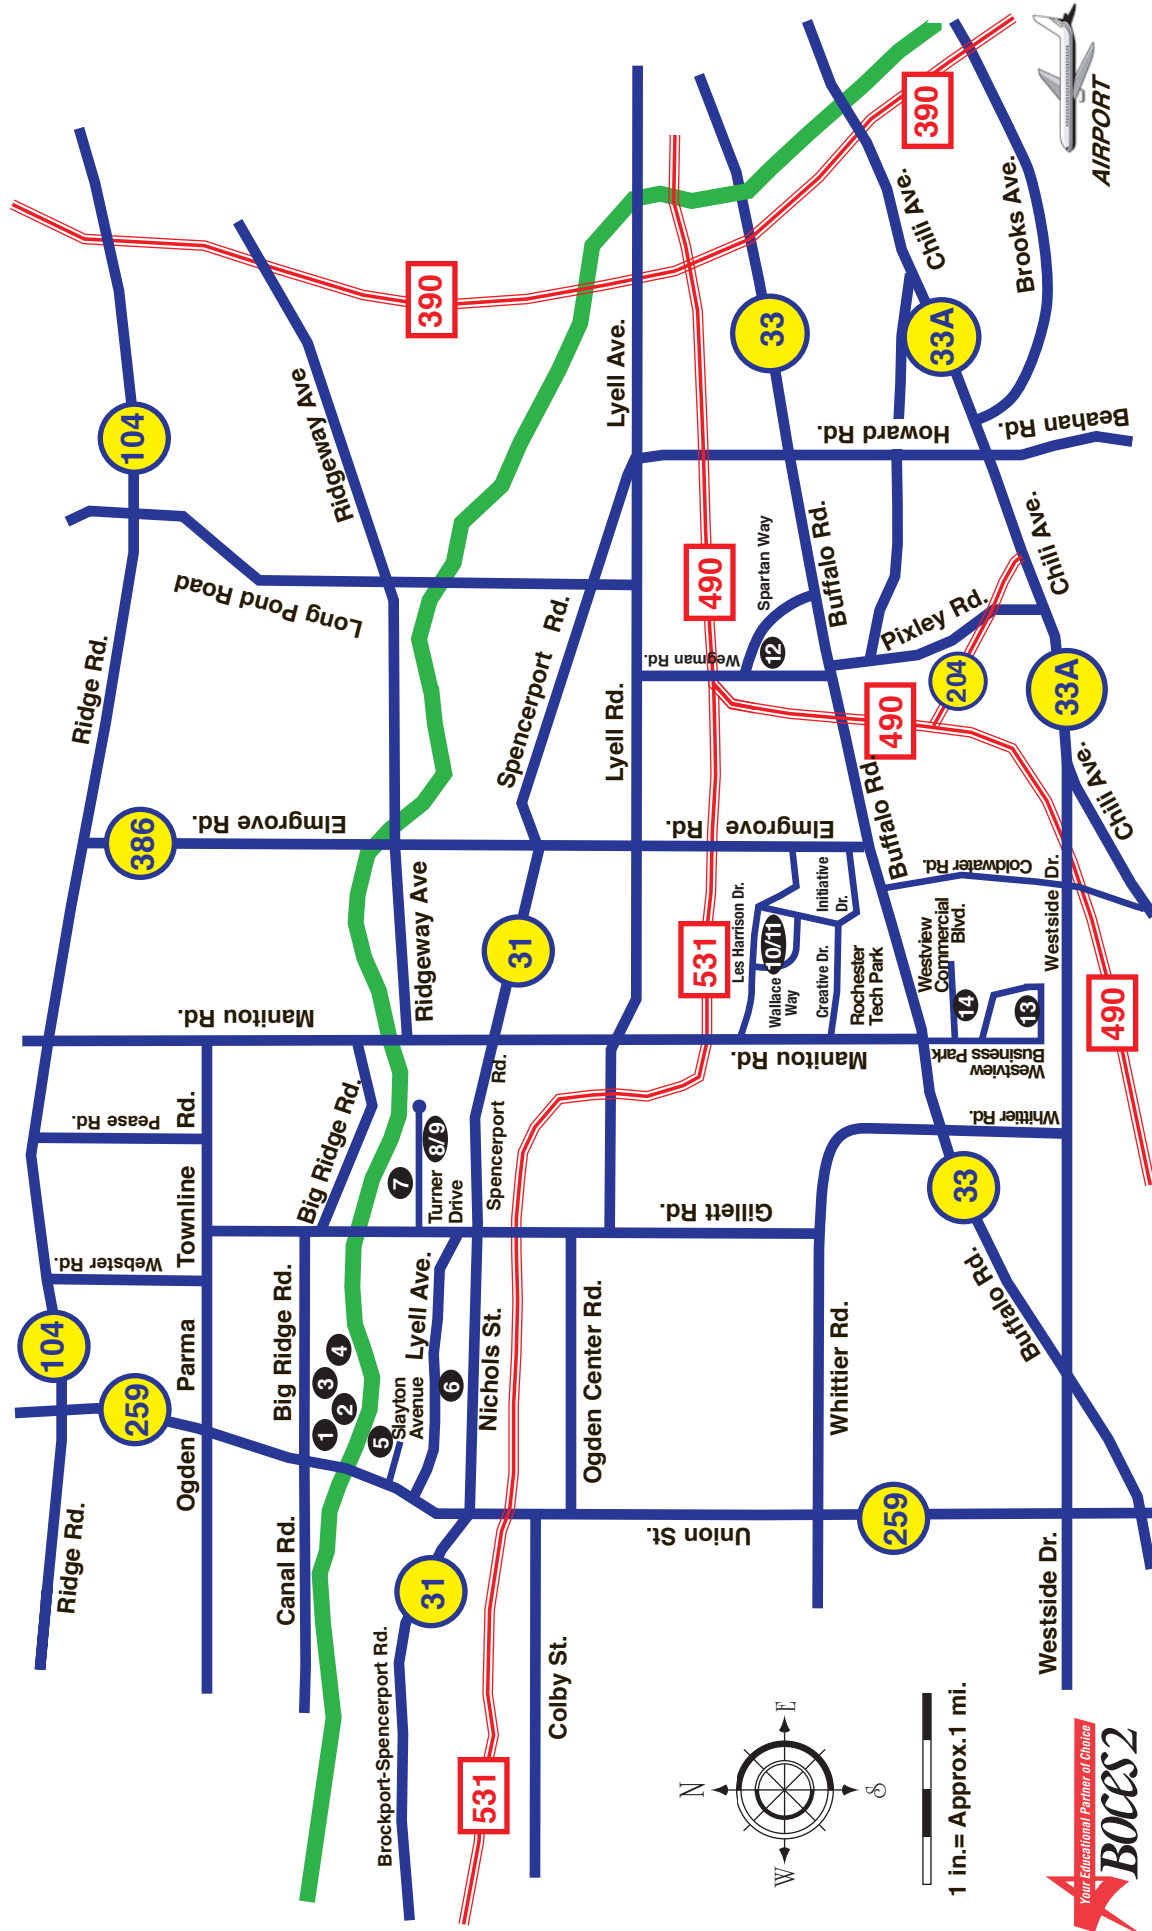 104
Ridge Rd.
259
Ogden Parma Townline Rd.
Webster Rd.
Pease Rd.
Ridge Rd.
104
386
Elmgrove Rd.
Manitou Rd.
Long Pond Road
Ridgeway Ave
390
Canal Rd.
Big Ridge Rd.
Big Ridge Rd.
Ridgeway Ave
1
2
3
4
5
Slayton
Avenue
Lyell Ave.
6
7
8/9
Turner
Drive
Brockport-Spencerport Rd.
31
Nichols St.
Spencerport Rd.
31
Spencerport Rd.
Lyell Rd.
Lyell Ave.
531
Colby St.
Ogden Center Rd.
Gillett Rd.
Union St.
Manitou Rd.
531
Elmgrove Rd.
Les Harrison Dr.
Wallace
Way
10/11
Creative Dr.
Initiative
Dr.
Rochester
Tech Park
490
Wegman Rd.
12
Spartan Way
Buffalo Rd.
33
Howard Rd.
Whittier Rd.
259
33
Buffalo Rd.
Whittier Rd.
Westview
Commercial
Blvd.
14
13
Westview
Business Park
Buffalo Rd.
Coldwater Rd.
490
204
Pixley Rd.
33A
Chili Ave.
390
Brooks Ave.
Beahan Rd.
Chili Ave.
33A
Chili Ave.
Westside Dr.
Westside Dr.
490
AIRPORT
N
E
S
W
1 in.= Approx.1 mi.
Your Educational Partner of Choice
BOCES 2